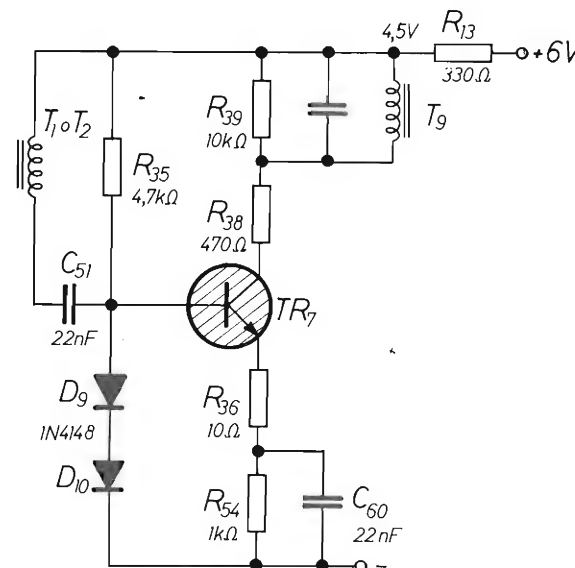 4,5V
R13
+6V
330Ω
T1 o T2
R39
10kΩ
T9
R35
4,7kΩ
R38
470Ω
C51
22nF
TR7
D9
1N4148
R36
10Ω
D10
R54
1kΩ
C60
22nF
-